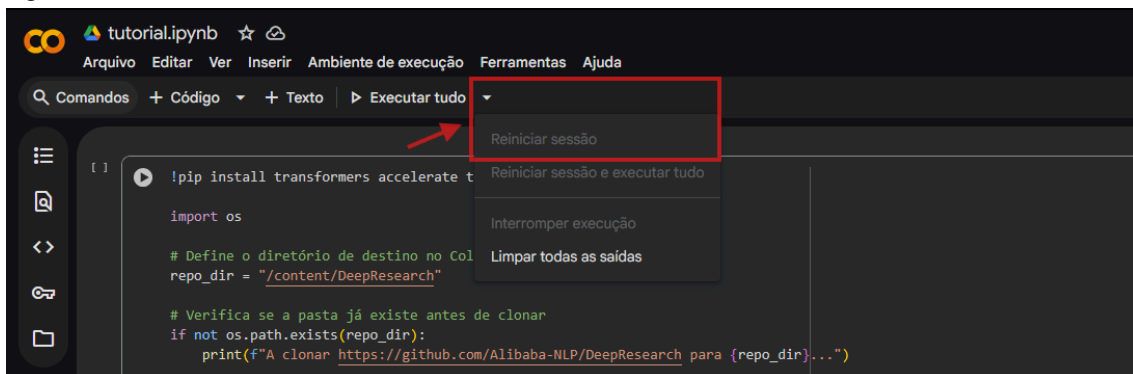 tutorial.ipynb
Arquivo Editar Ver Inserir Ambiente de execução Ferramentas Ajuda
Comandos + Código + Texto Executar tudo
Reiniciar sessão
Reiniciar sessão e executar tudo
Interromper execução
Limpar todas as saídas
[ ]
!pip install transformers accelerate t
import os
# Define o diretório de destino no Col
repo_dir = "/content/DeepResearch"
# Verifica se a pasta já existe antes de clonar
if not os.path.exists(repo_dir):
print(f"A clonar https://github.com/Alibaba-NLP/DeepResearch para {repo_dir}...")